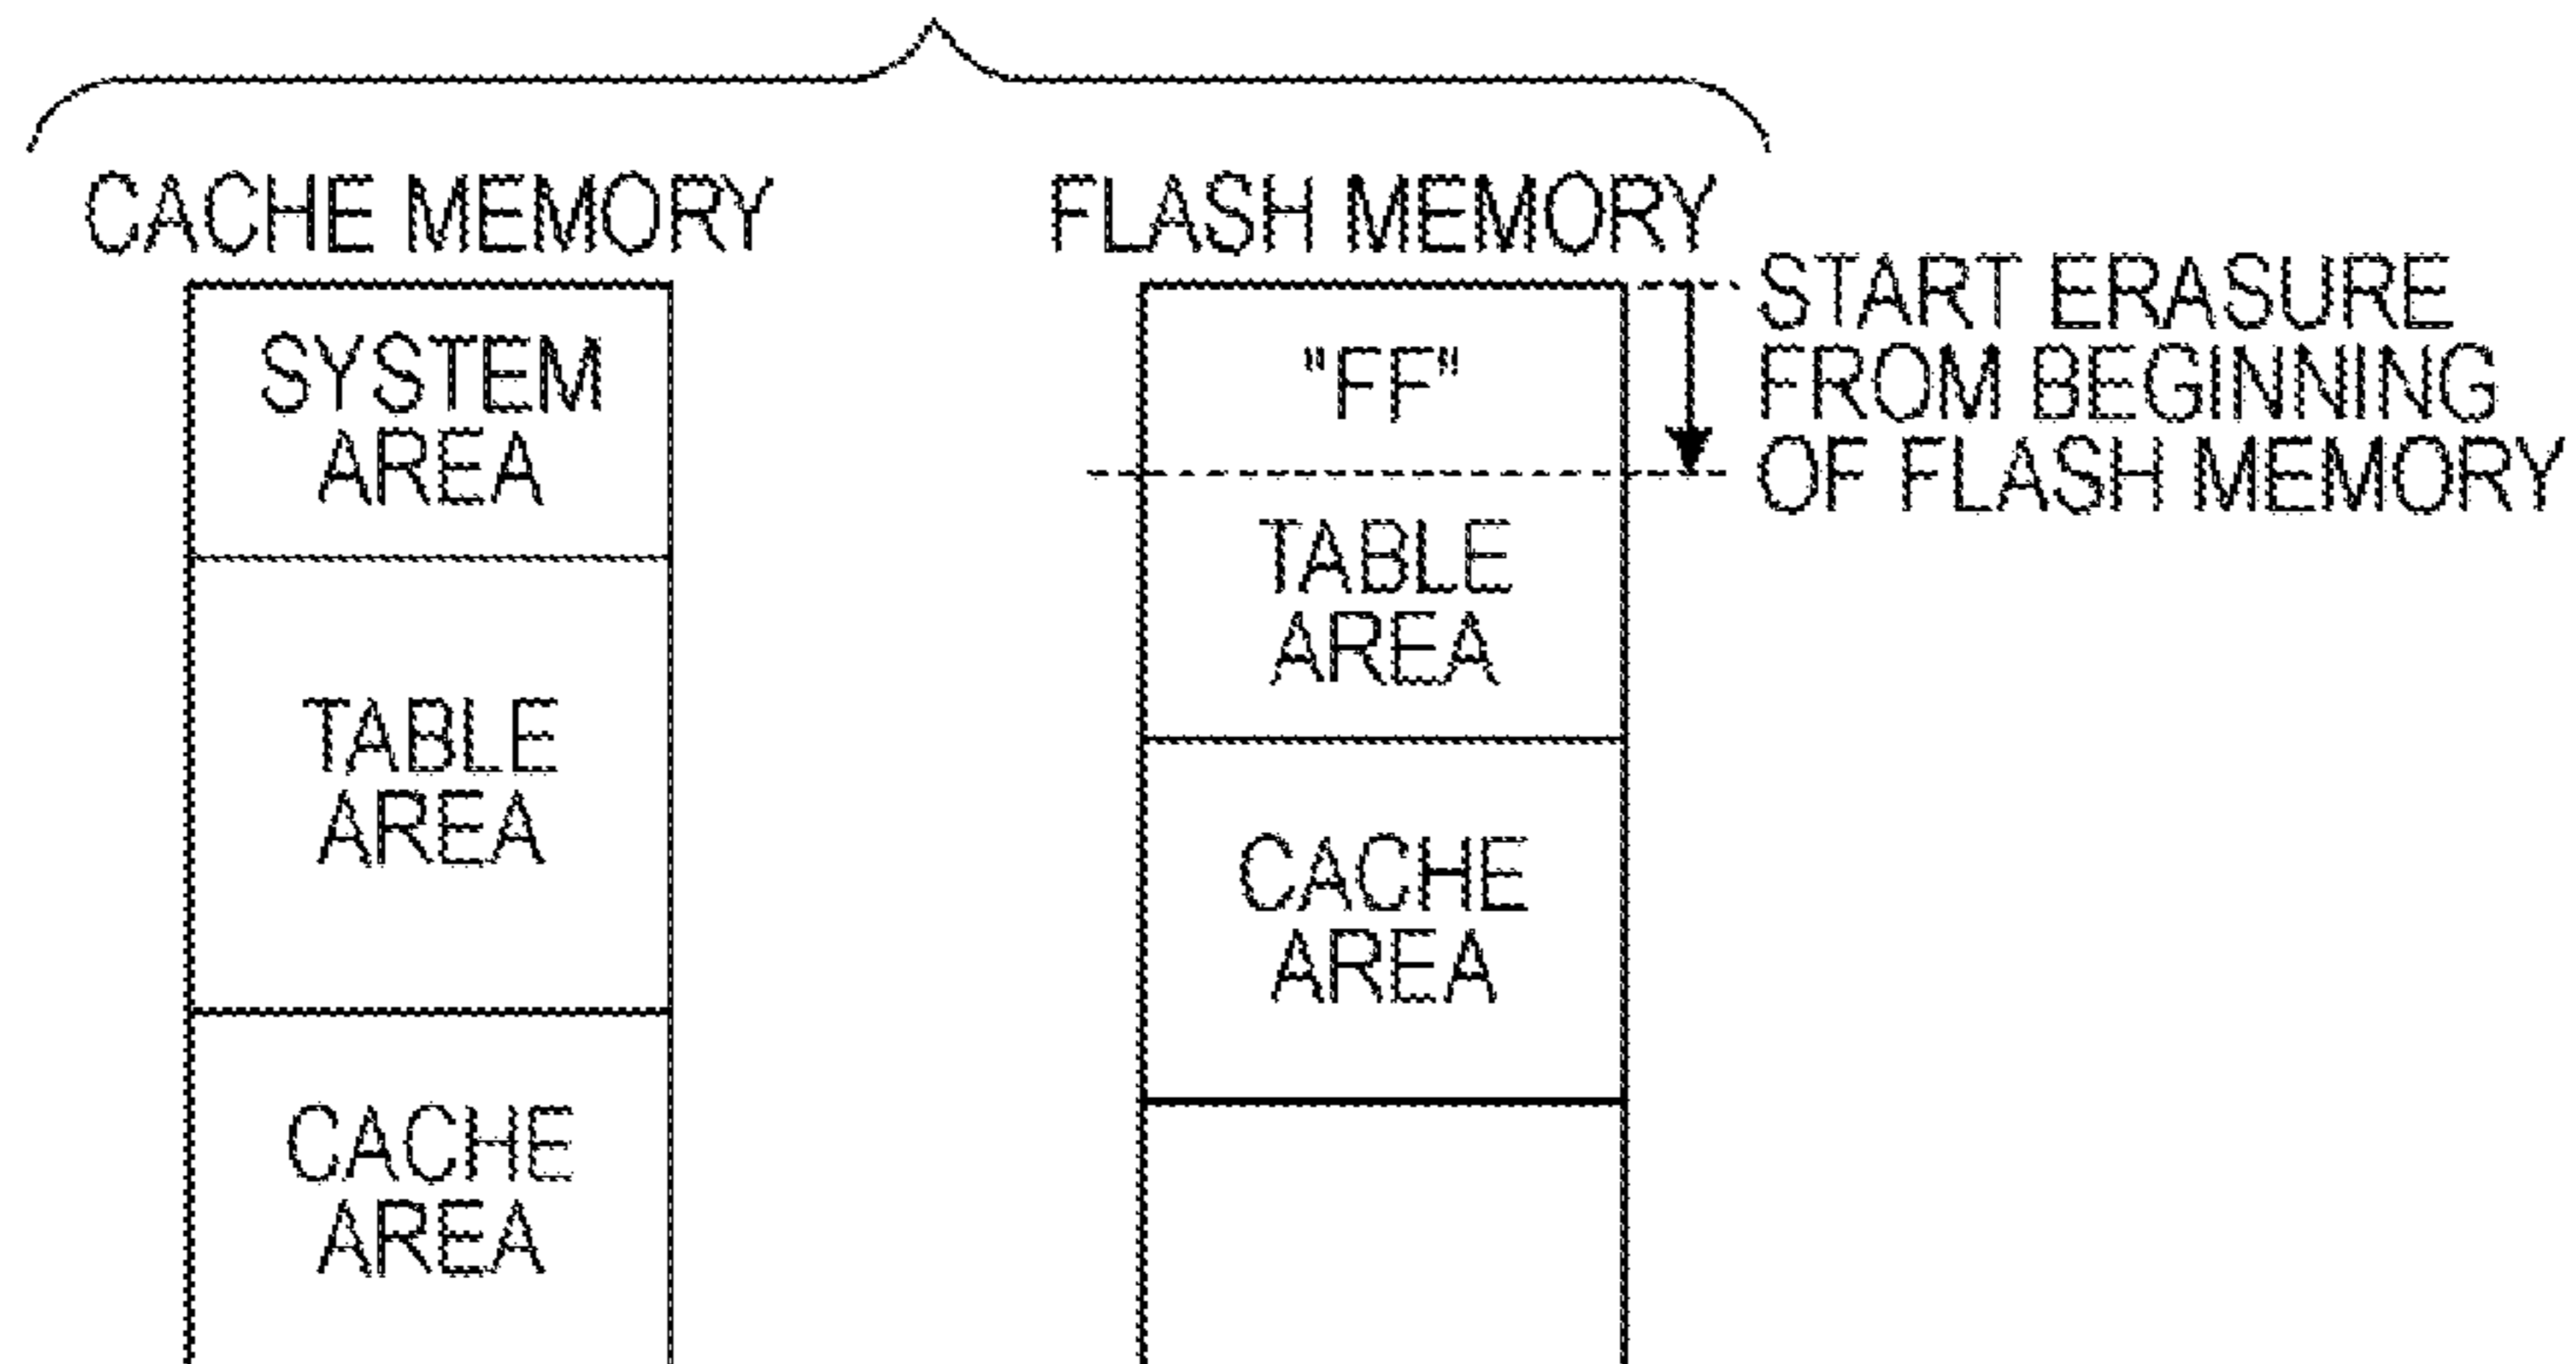 CACHE MEMORY
SYSTEM
AREA
TABLE
AREA
CACHE
AREA
FLASH MEMORY
"FF"
TABLE
AREA
CACHE
AREA
START ERASURE
FROM BEGINNING
OF FLASH MEMORY